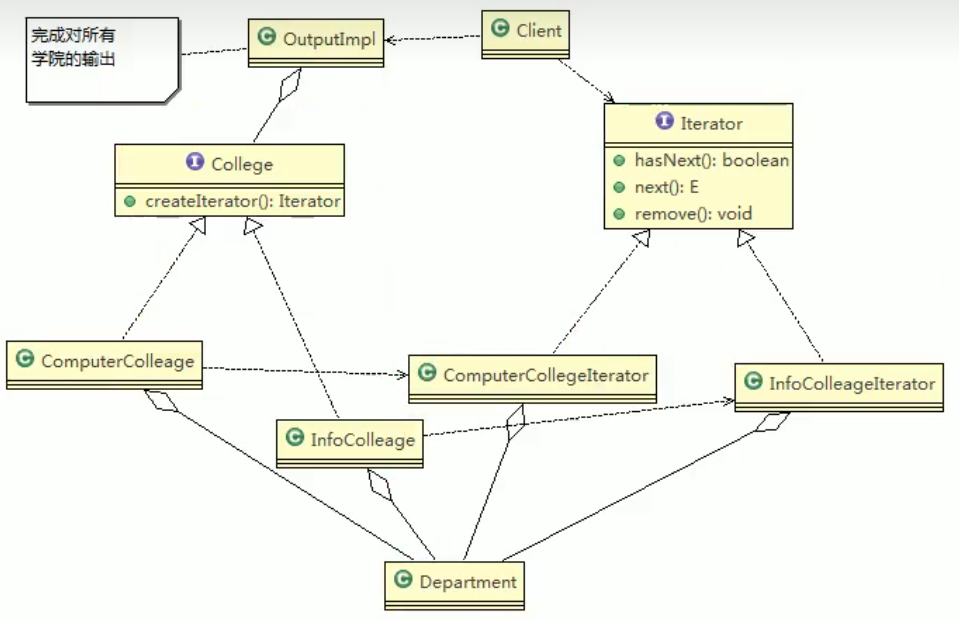 完成对所有
学院的输出
OutputImpl
Client
Iterator
hasNext(): boolean
next(): E
remove(): void
College
createIterator(): Iterator
ComputerColleage
ComputerCollegeIterator
InfoColleageIterator
InfoColleage
Department